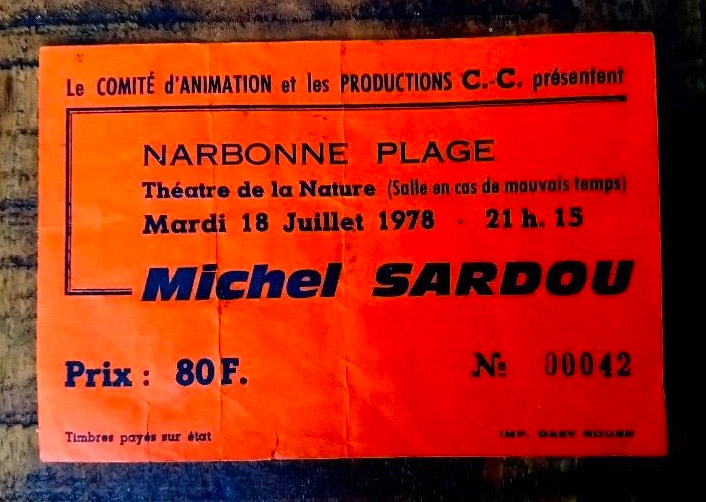 Le COMITÉ d'ANIMATION et les PRODUCTIONS C.-C. présentent
NARBONNE PLAGE
Théatre de la Nature (Salle en cas de mauvais temps)
Mardi 18 Juillet 1978 - 21 h. 15
Michel SARDOU
Prix : 80 F. № 00042
Timbres payés sur état IMP.